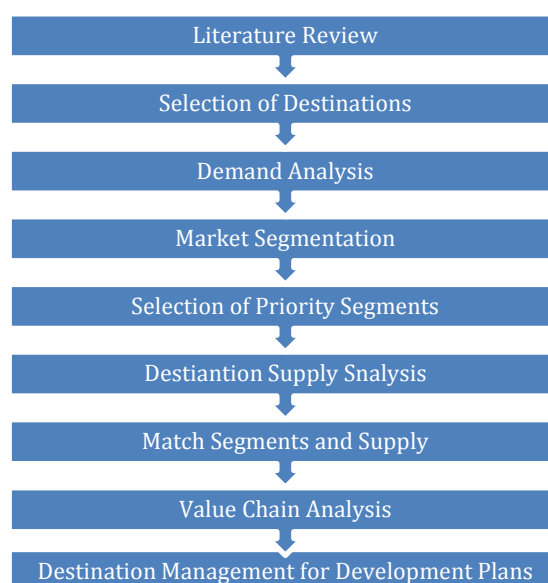 Literature Review
Selection of Destinations
Demand Analysis
Market Segmentation
Selection of Priority Segments
Destiantion Supply Snalysis
Match Segments and Supply
Value Chain Analysis
Destination Management for Development Plans